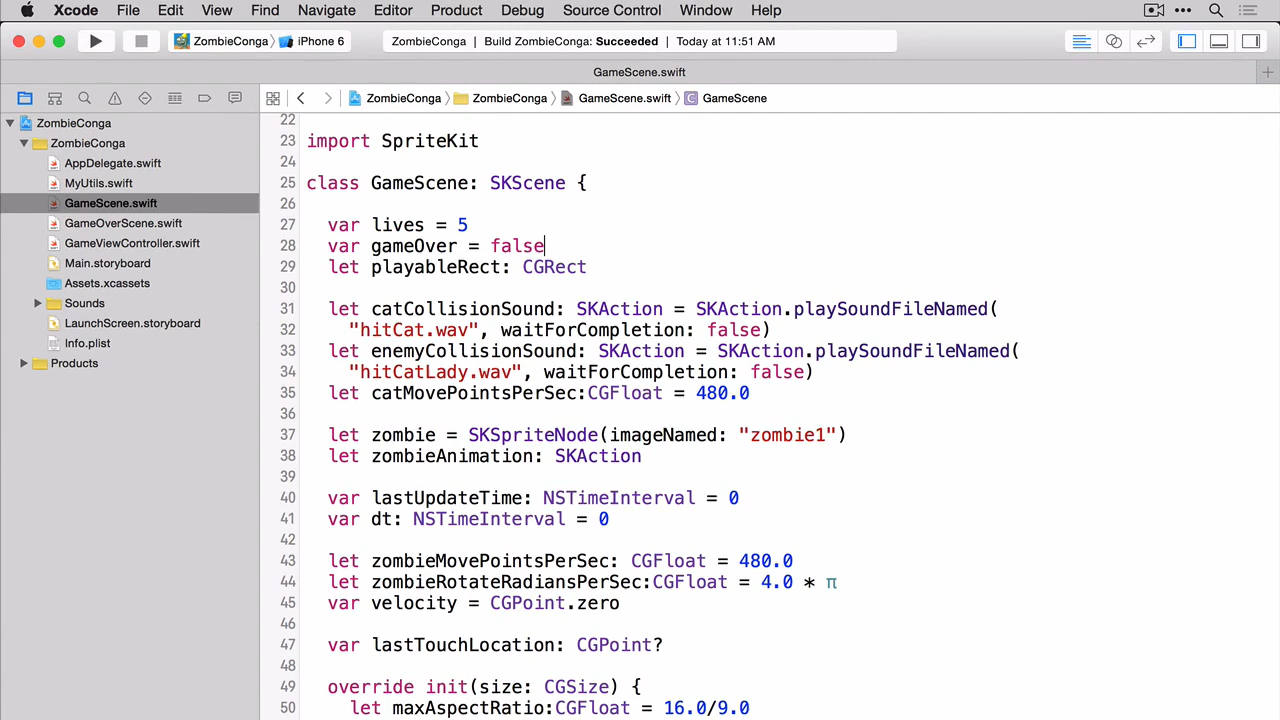 Xcode File Edit View Find Navigate Editor Product Debug Source Control Window Help
ZombieConga iPhone 6
ZombieConga | Build ZombieConga: Succeeded | Today at 11:51 AM
GameScene.swift
ZombieConga ZombieConga GameScene.swift C GameScene
ZombieConga
ZombieConga
AppDelegate.swift
MyUtils.swift
GameScene.swift
GameOverScene.swift
GameViewController.swift
Main.storyboard
Assets.xcassets
Sounds
LaunchScreen.storyboard
Info.plist
Products
22
23 import SpriteKit
24
25 class GameScene: SKScene {
26
27 var lives = 5
28 var gameOver = false
29 let playableRect: CGRect
30
31 let catCollisionSound: SKAction = SKAction.playSoundFileNamed(
32 "hitCat.wav", waitForCompletion: false)
33 let enemyCollisionSound: SKAction = SKAction.playSoundFileNamed(
34 "hitCatLady.wav", waitForCompletion: false)
35 let catMovePointsPerSec:CGFloat = 480.0
36
37 let zombie = SKSpriteNode(imageNamed: "zombie1")
38 let zombieAnimation: SKAction
39
40 var lastUpdateTime: NSTimeInterval = 0
41 var dt: NSTimeInterval = 0
42
43 let zombieMovePointsPerSec: CGFloat = 480.0
44 let zombieRotateRadiansPerSec:CGFloat = 4.0 * π
45 var velocity = CGPoint.zero
46
47 var lastTouchLocation: CGPoint?
48
49 override init(size: CGSize) {
50 let maxAspectRatio:CGFloat = 16.0/9.0